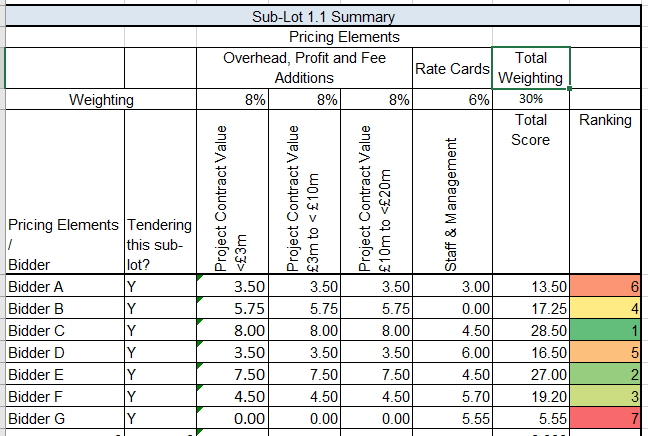 Sub-Lot 1.1 Summary
Pricing Elements
Overhead, Profit and Fee
Additions
Rate Cards
Total
Weighting
Weighting 8% 8% 8% 6% 30%
Pricing Elements
/
Bidder
Tendering
this sub-
lot?
Project Contract Value
<£3m
Project Contract Value
£3m to < £10m
Project Contract Value
£10m to <£20m
Staff & Management
Total
Score
Ranking
Bidder A Y 3.50 3.50 3.50 3.00 13.50 6
Bidder B Y 5.75 5.75 5.75 0.00 17.25 4
Bidder C Y 8.00 8.00 8.00 4.50 28.50 1
Bidder D Y 3.50 3.50 3.50 6.00 16.50 5
Bidder E Y 7.50 7.50 7.50 4.50 27.00 2
Bidder F Y 4.50 4.50 4.50 5.70 19.20 3
Bidder G Y 0.00 0.00 0.00 5.55 5.55 7